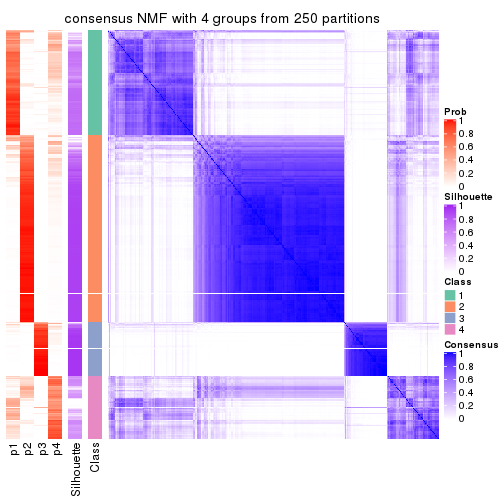 consensus NMF with 4 groups from 250 partitions
Prob
1
0.8
0.6
0.4
0.2
0
Silhouette
1
0.8
0.6
0.4
0.2
0
Class
1
2
3
4
Consensus
1
0.8
0.6
0.4
0.2
0
p1
p2
p3
p4
Silhouette
Class